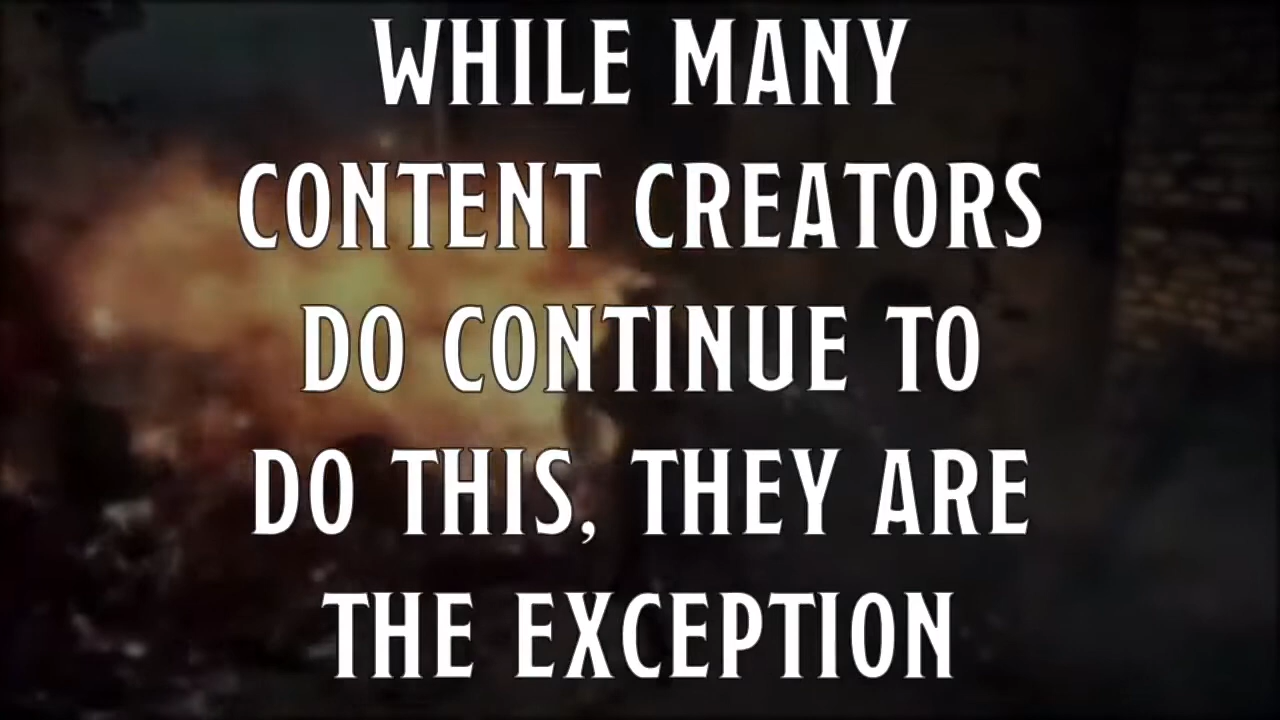 WHILE MANY
CONTENT CREATORS
DO CONTINUE TO
DO THIS, THEY ARE
THE EXCEPTION